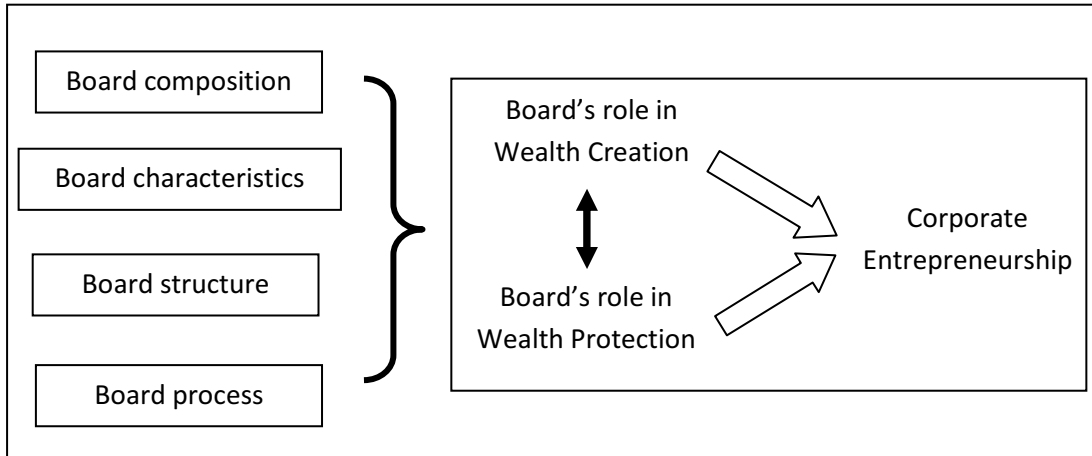 Board composition
Board characteristics
Board structure
Board process
Board’s role in
Wealth Creation
Board’s role in
Wealth Protection
Corporate
Entrepreneurship